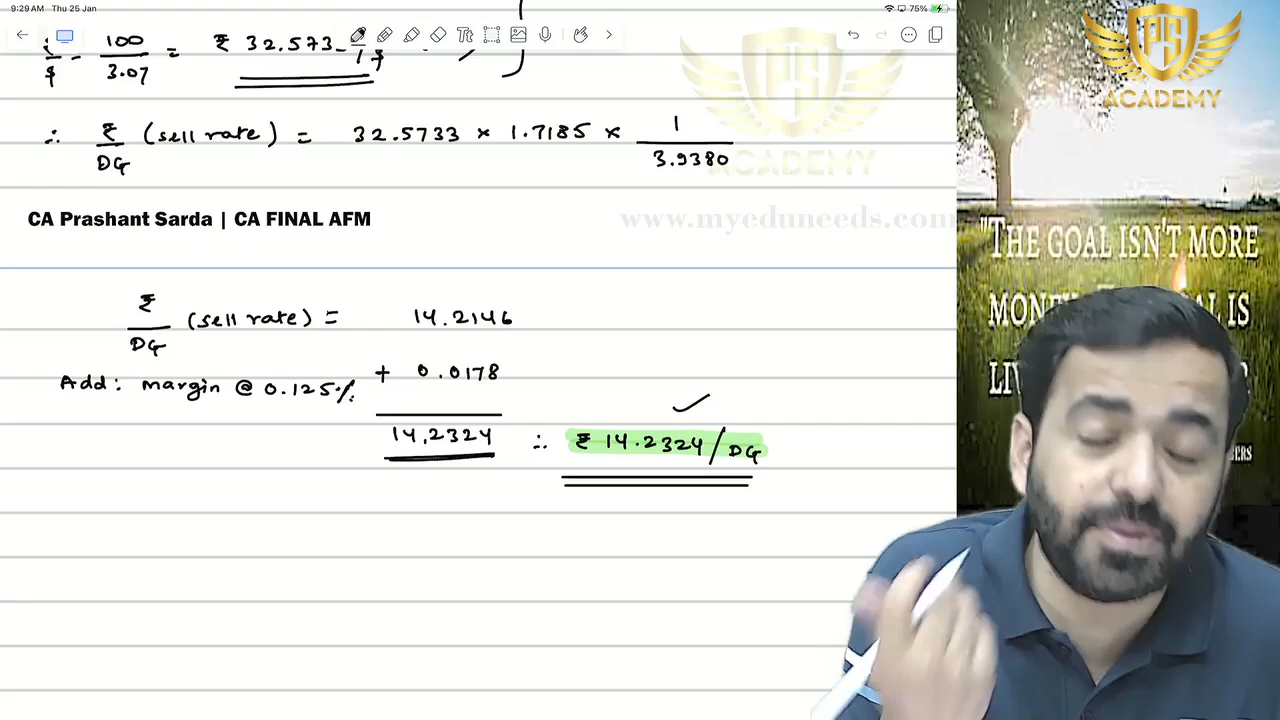 9:29 AM Thu 25 Jan
75%
100
3.07
= ₹ 32.573
PS
ACADEMY
∴ ₹/DG (sell rate) = 32.5733 × 1.7185 × 1/3.9380
ACADEMY
CA Prashant Sarda | CA FINAL AFM
www.myeduneeds.com
"THE GOAL ISN'T MORE
₹/DG (sell rate) = 14.2146
Add: margin @ 0.125% + 0.0178
14.2324 ∴ ₹ 14.2324/DG